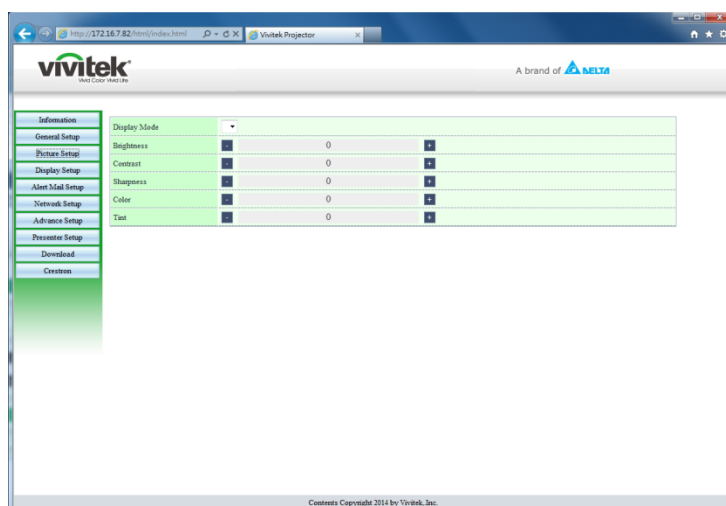 http://172.16.7.82/html/index.html
Vivitek Projector
vivitek
Vivid Color Vivid Life
A brand of DELTA
Information
General Setup
Picture Setup
Display Setup
Alert Mail Setup
Network Setup
Advance Setup
Presenter Setup
Download
Crestron
Display Mode
Brightness - 0 +
Contrast - 0 +
Sharpness - 0 +
Color - 0 +
Tint - 0 +
Contents Copyright 2014 by Vivitek, Inc.